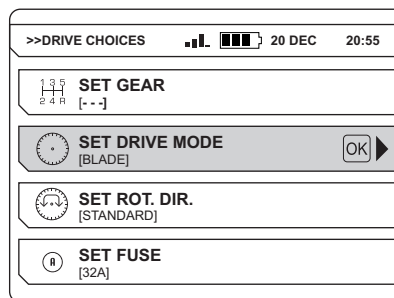 >>DRIVE CHOICES 20 DEC 20:55
1 3 5
2 4 R
SET GEAR
[- - -]
SET DRIVE MODE
[BLADE]
OK
SET ROT. DIR.
[STANDARD]
A
SET FUSE
[32A]